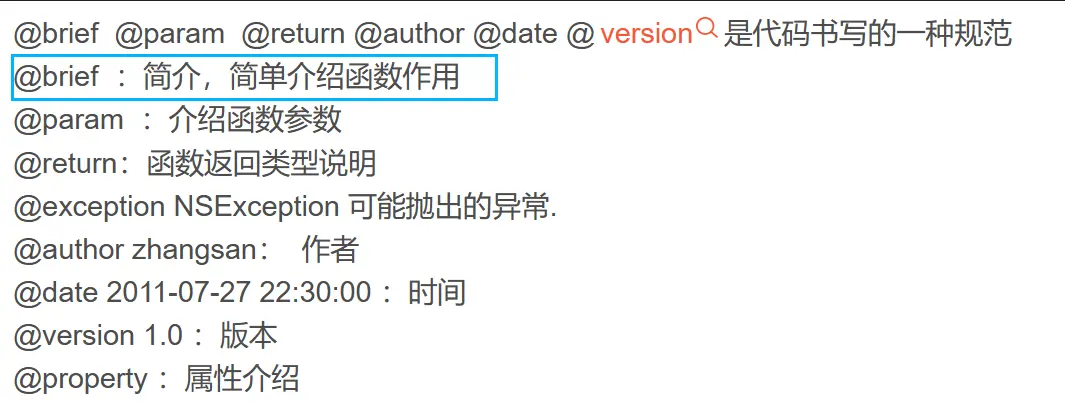 @brief @param @return @author @date @version 是代码书写的一种规范
@brief ：简介，简单介绍函数作用
@param ：介绍函数参数
@return：函数返回类型说明
@exception NSException 可能抛出的异常.
@author zhangsan： 作者
@date 2011-07-27 22:30:00 ：时间
@version 1.0 ：版本
@property ：属性介绍